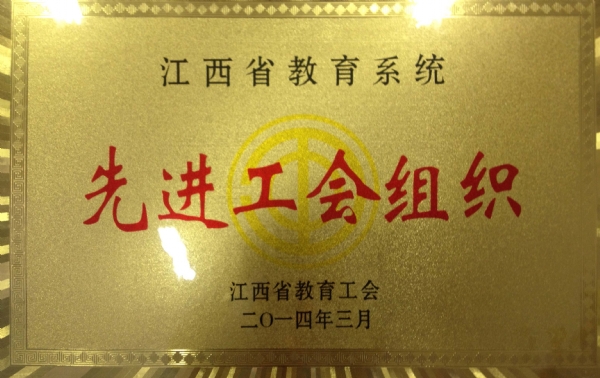 江西省教育系统
先进工会组织
江西省教育工会
二〇一四年三月